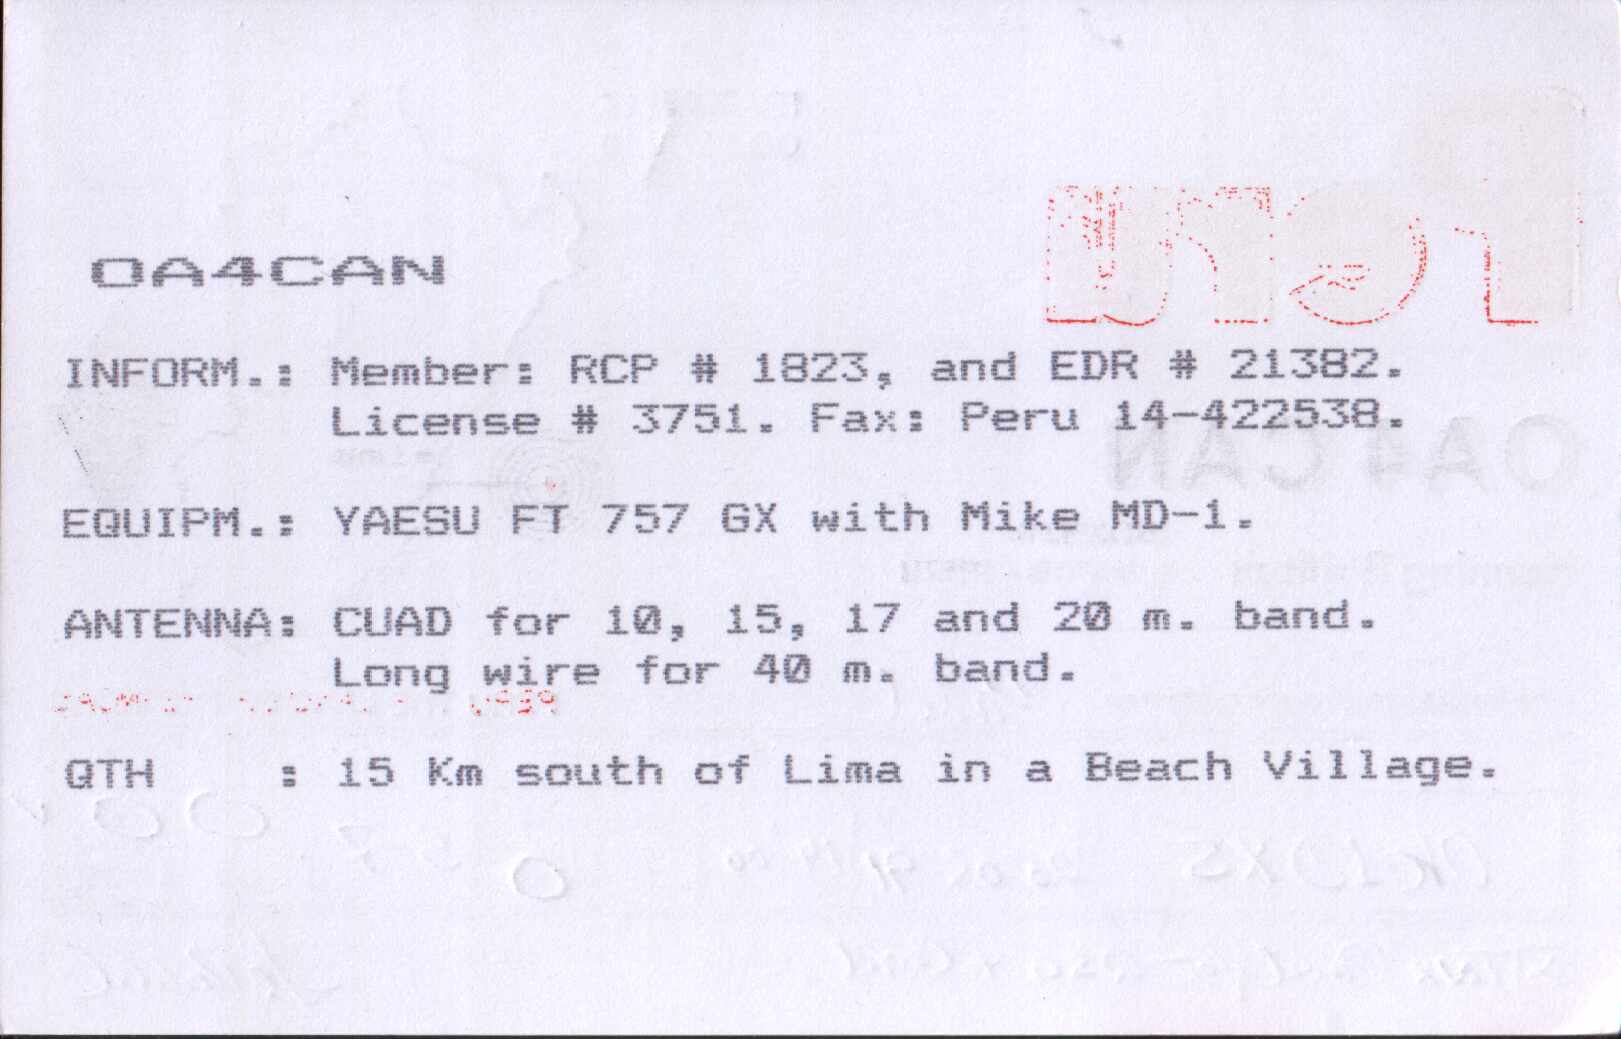 OA4CAN
INFORM.: Member: RCP # 1823, and EDR # 21382.
License # 3751. Fax: Peru 14-422538.
EQUIPM.: YAESU FT 757 GX with Mike MD-1.
ANTENNA: CUAD for 10, 15, 17 and 20 m. band.
Long wire for 40 m. band.
QTH : 15 Km south of Lima in a Beach Village.